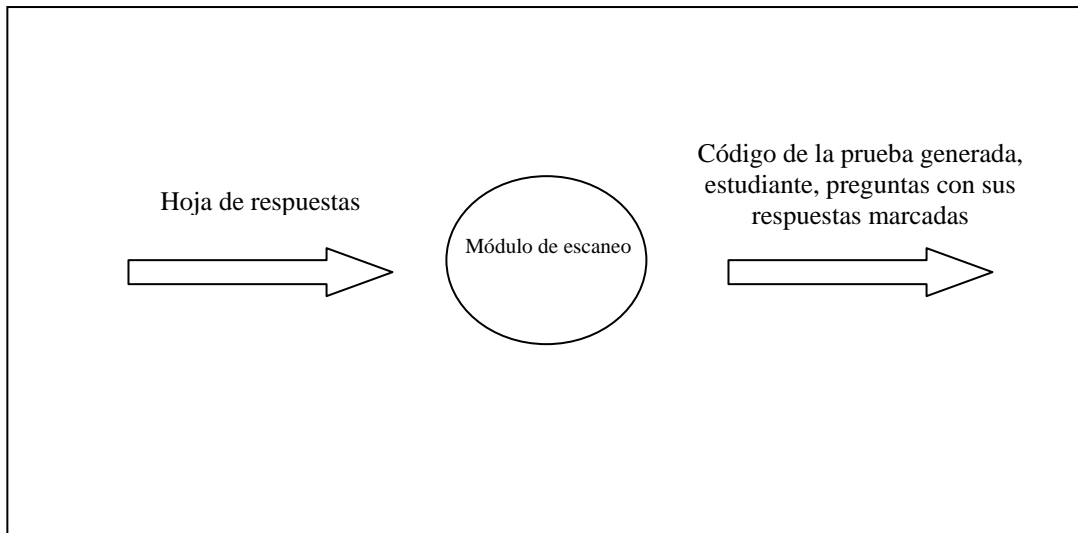 Hoja de respuestas
Módulo de escaneo
Código de la prueba generada,
estudiante, preguntas con sus
respuestas marcadas